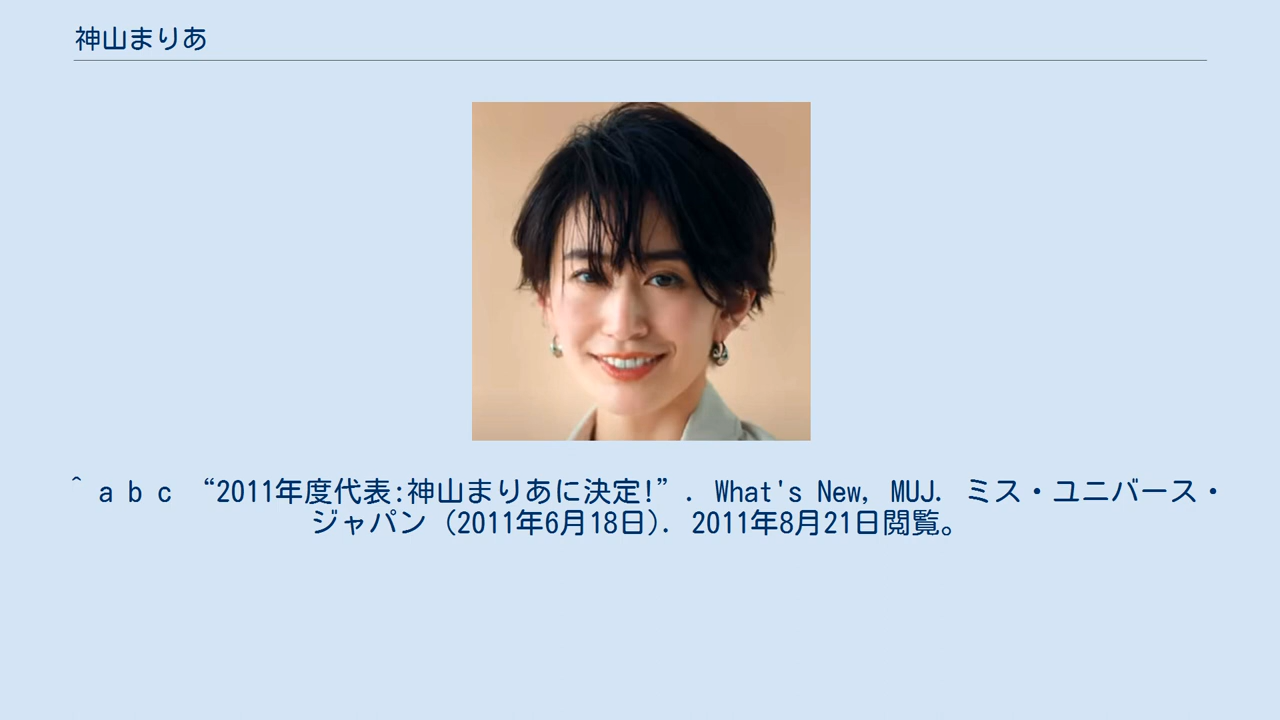 神山まりあ
^ a b c “2011年度代表:神山まりあに決定!”. What's New, MUJ. ミス・ユニバース・
ジャパン (2011年6月18日). 2011年8月21日閲覧。